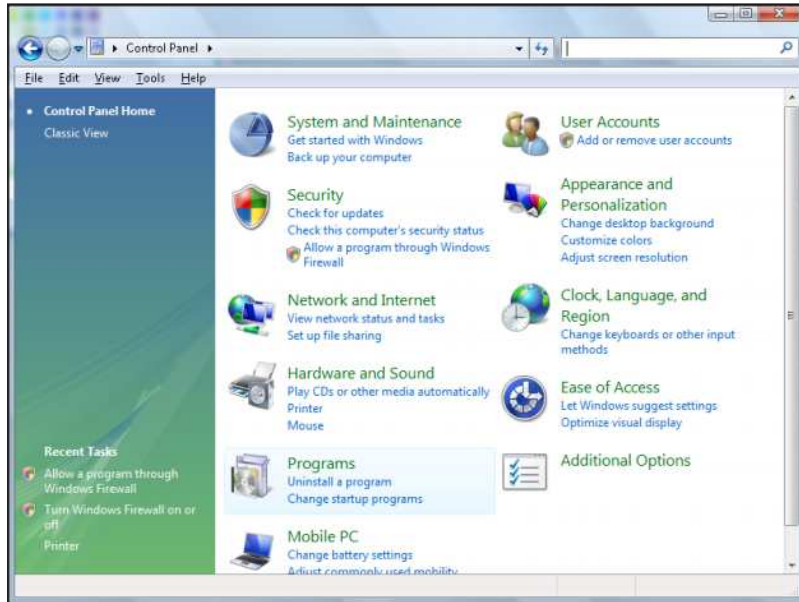 Control Panel
File Edit View Tools Help
Control Panel Home
Classic View
System and Maintenance
Get started with Windows
Back up your computer
Security
Check for updates
Check this computer's security status
Allow a program through Windows
Firewall
Network and Internet
View network status and tasks
Set up file sharing
Hardware and Sound
Play CDs or other media automatically
Printer
Mouse
Programs
Uninstall a program
Change startup programs
Mobile PC
Change battery settings
Adjust commonly used mobility
User Accounts
Add or remove user accounts
Appearance and
Personalization
Change desktop background
Customize colors
Adjust screen resolution
Clock, Language, and
Region
Change keyboards or other input
methods
Ease of Access
Let Windows suggest settings
Optimize visual display
Additional Options
Recent Tasks
Allow a program through
Windows Firewall
Turn Windows Firewall on or
off
Printer